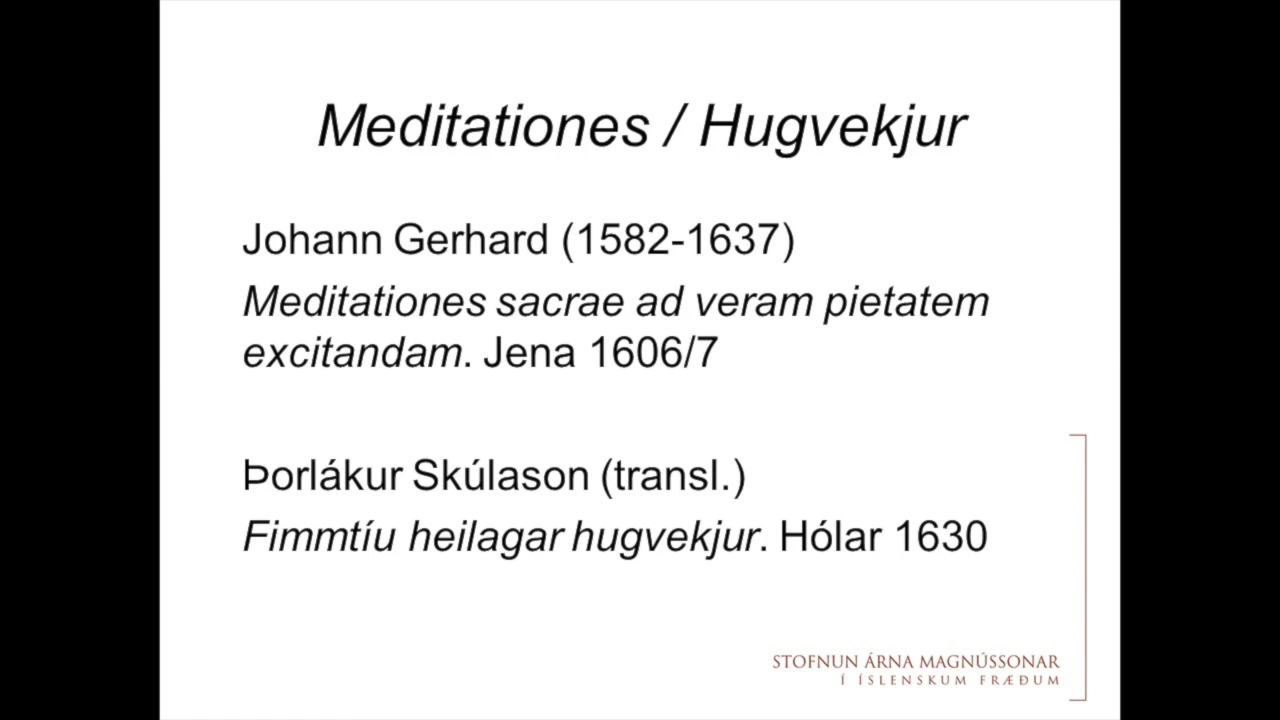 Meditationes / Hugvekjur
Johann Gerhard (1582-1637)
Meditationes sacrae ad veram pietatem
excitandam. Jena 1606/7
Þorlákur Skúlason (transl.)
Fimmtíu heilagar hugvekjur. Hólar 1630
STOFNUN ÁRNA MAGNÚSSONAR
Í ÍSLENSKUM FRÆÐUM